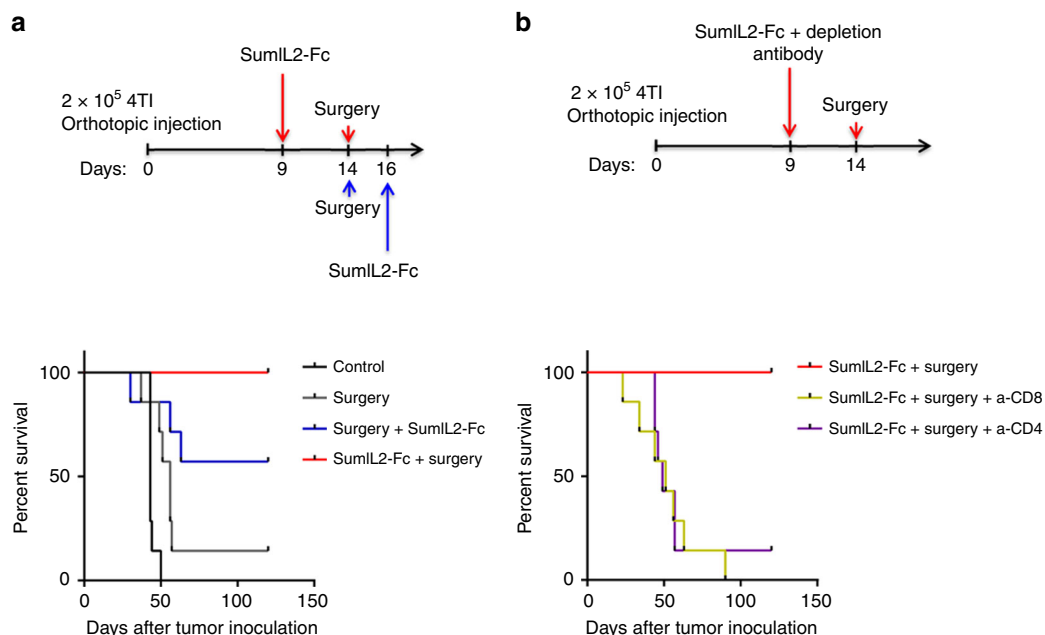 a
SumIL2-Fc
2 × 10⁵ 4TI
Orthotopic injection
Surgery
Days: 0 9 14 16
Surgery
SumIL2-Fc
Percent survival
100
50
0
0 50 100 150
Days after tumor inoculation
Control
Surgery
Surgery + SumIL2-Fc
SumIL2-Fc + surgery
b
SumIL2-Fc + depletion
antibody
2 × 10⁵ 4TI
Orthotopic injection
Surgery
Days: 0 9 14
Percent survival
100
50
0
0 50 100 150
Days after tumor inoculation
SumIL2-Fc + surgery
SumIL2-Fc + surgery + a-CD8
SumIL2-Fc + surgery + a-CD4